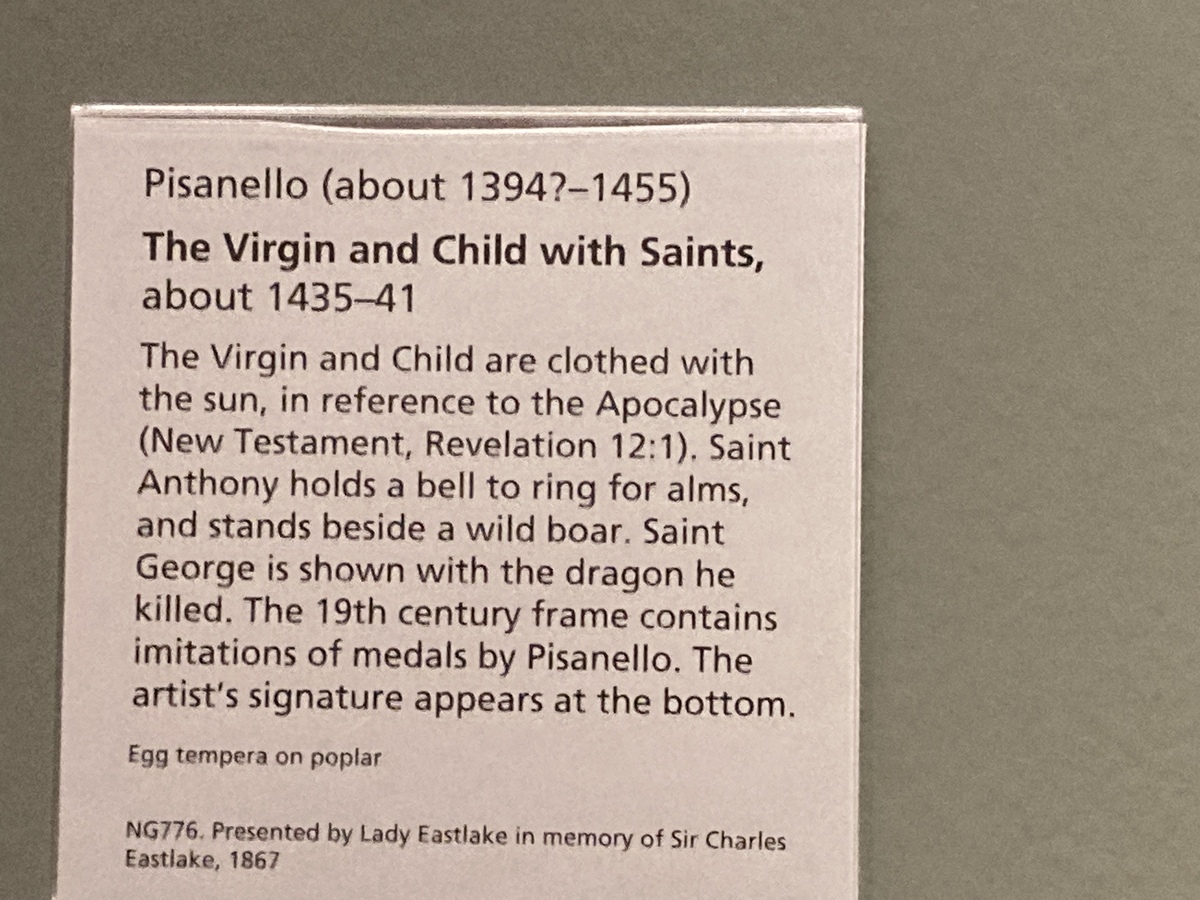 Pisanello (about 1394?–1455)
The Virgin and Child with Saints,
about 1435–41
The Virgin and Child are clothed with
the sun, in reference to the Apocalypse
(New Testament, Revelation 12:1). Saint
Anthony holds a bell to ring for alms,
and stands beside a wild boar. Saint
George is shown with the dragon he
killed. The 19th century frame contains
imitations of medals by Pisanello. The
artist's signature appears at the bottom.
Egg tempera on poplar
NG776. Presented by Lady Eastlake in memory of Sir Charles
Eastlake, 1867